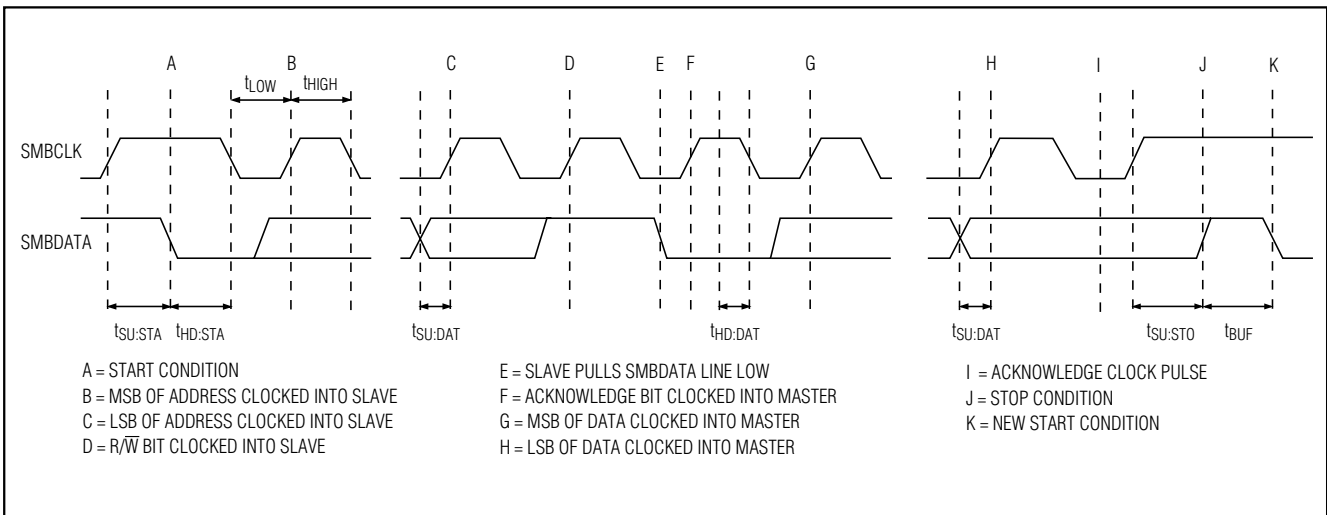 A B C D E F G H I J K
tLOW tHIGH
SMBCLK
SMBDATA
tSU:STA tHD:STA tSU:DAT tHD:DAT tSU:DAT tSU:STO tBUF
A = START CONDITION
B = MSB OF ADDRESS CLOCKED INTO SLAVE
C = LSB OF ADDRESS CLOCKED INTO SLAVE
D = R/W̅ BIT CLOCKED INTO SLAVE
E = SLAVE PULLS SMBDATA LINE LOW
F = ACKNOWLEDGE BIT CLOCKED INTO MASTER
G = MSB OF DATA CLOCKED INTO MASTER
H = LSB OF DATA CLOCKED INTO MASTER
I = ACKNOWLEDGE CLOCK PULSE
J = STOP CONDITION
K = NEW START CONDITION